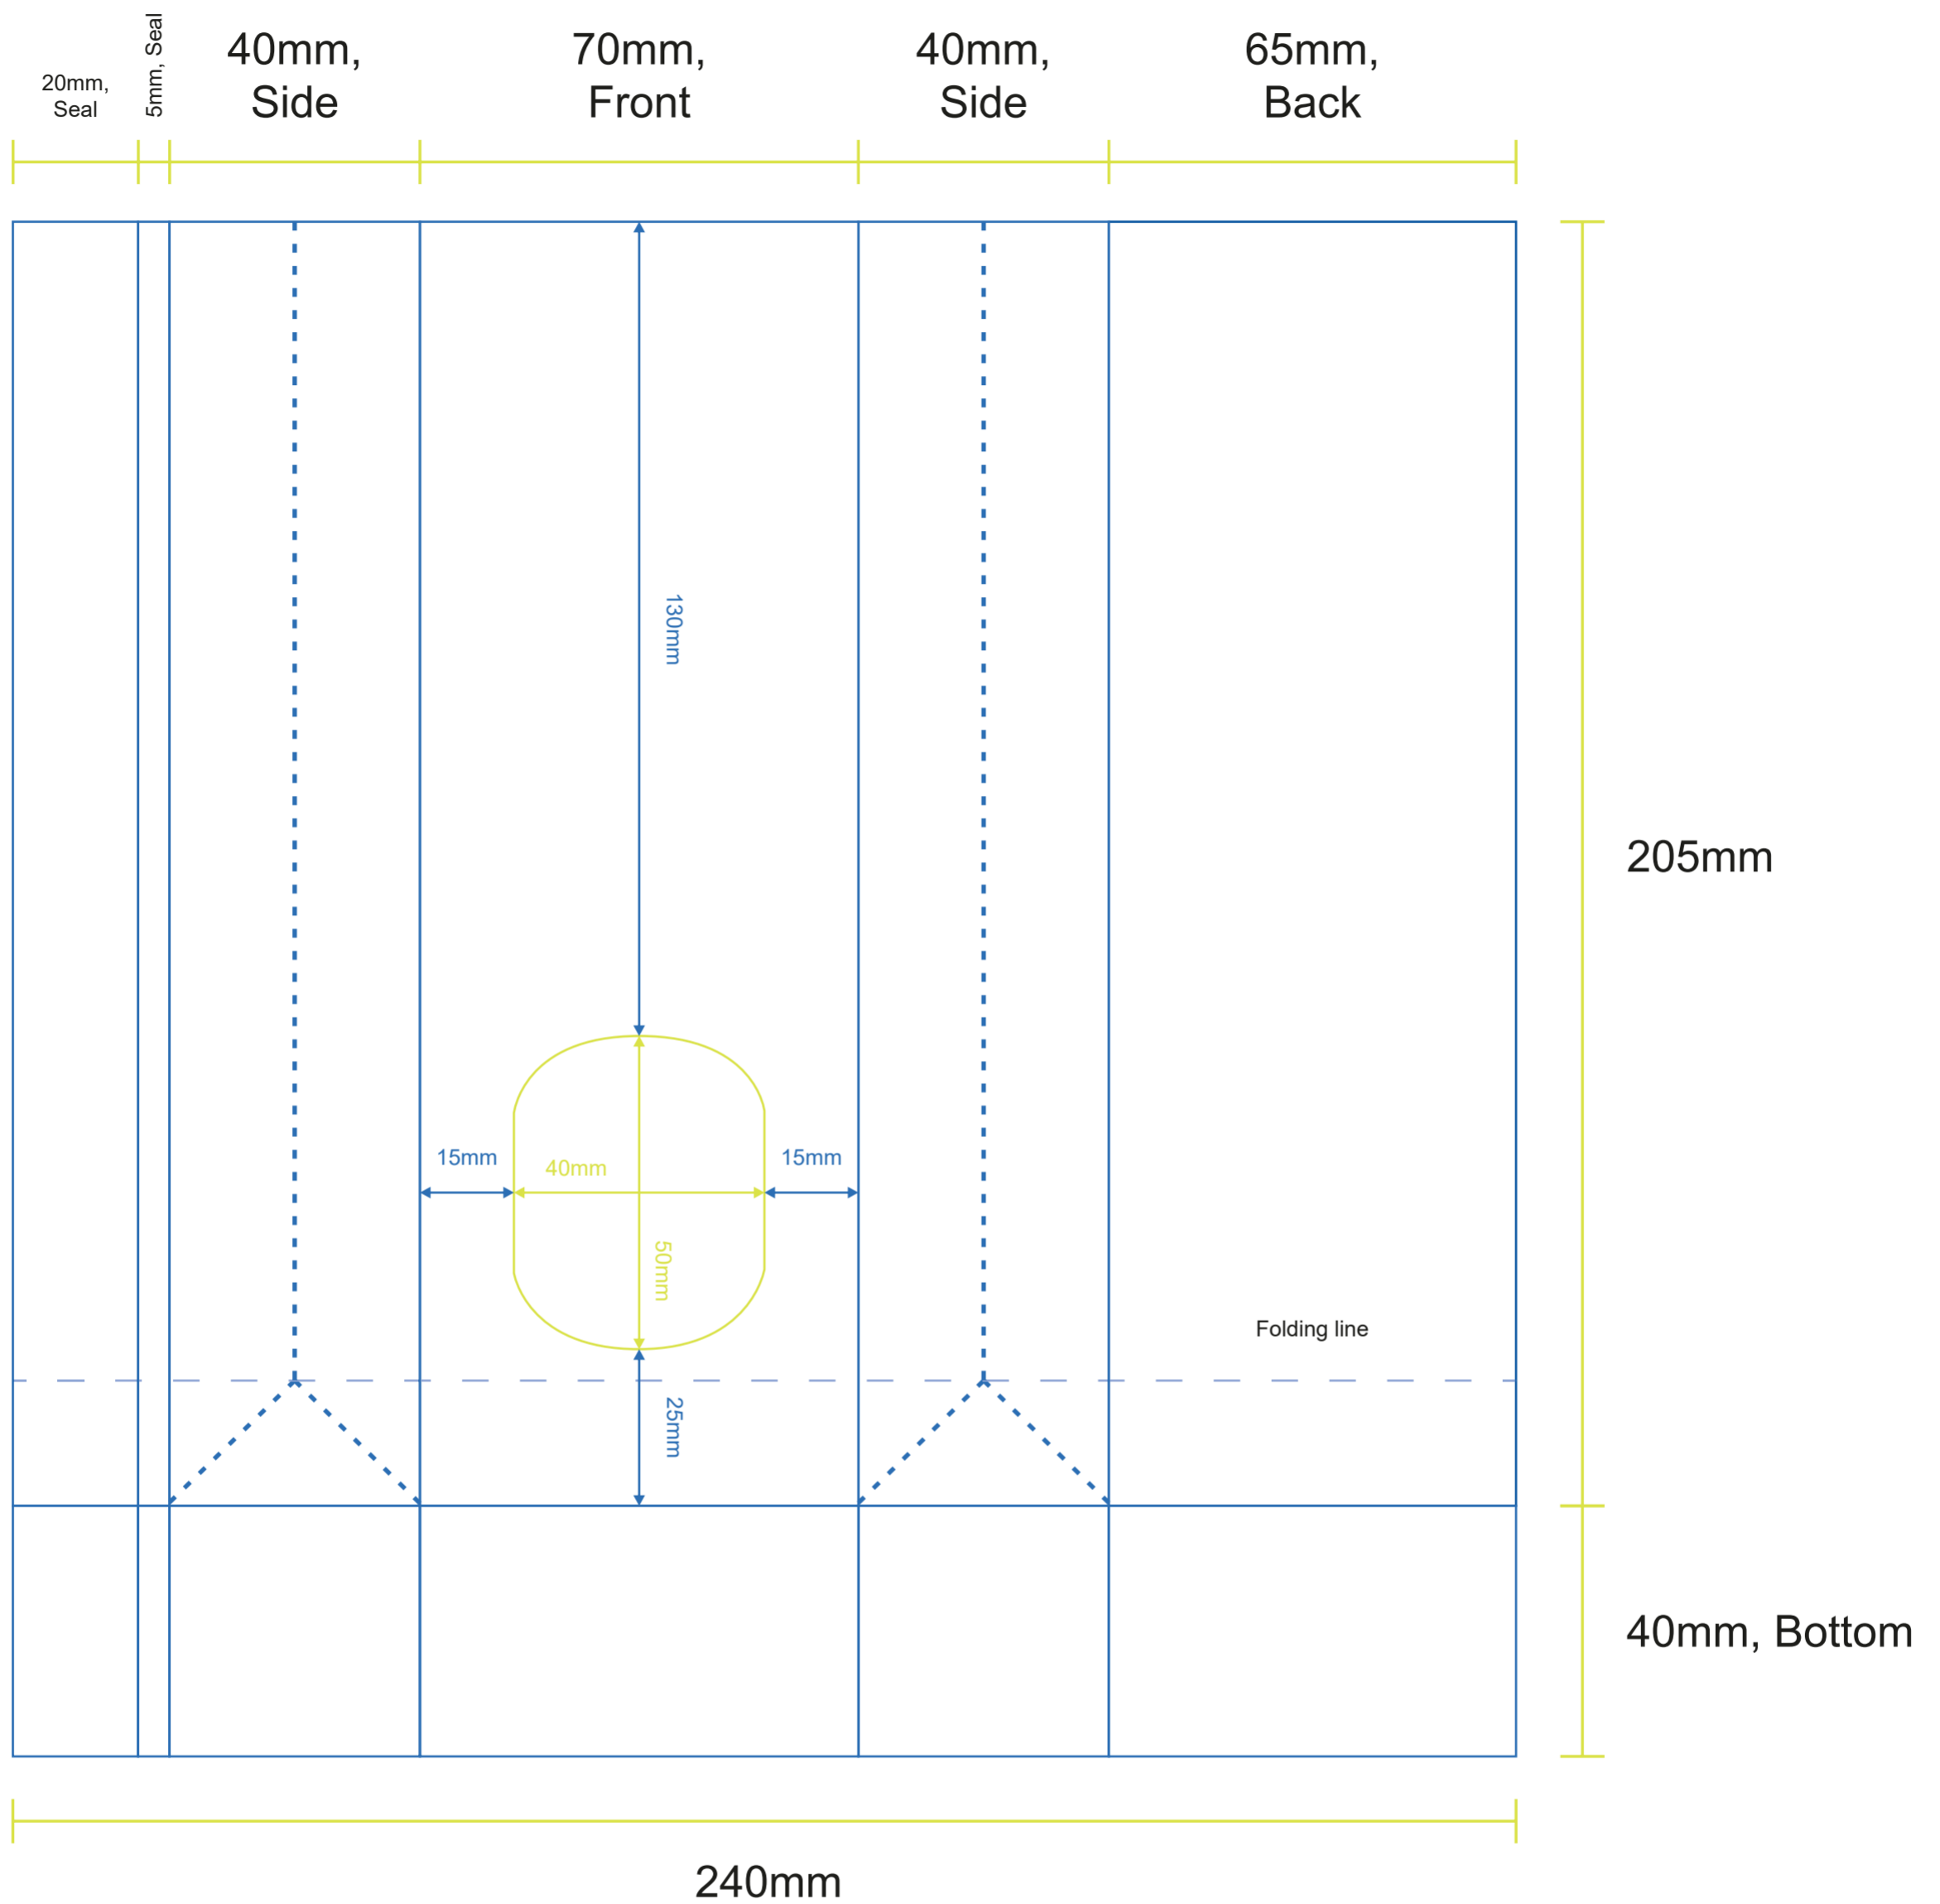 20mm,
Seal
5mm, Seal
40mm,
Side
70mm,
Front
40mm,
Side
65mm,
Back
130mm
205mm
15mm
40mm
15mm
50mm
Folding line
25mm
40mm, Bottom
240mm